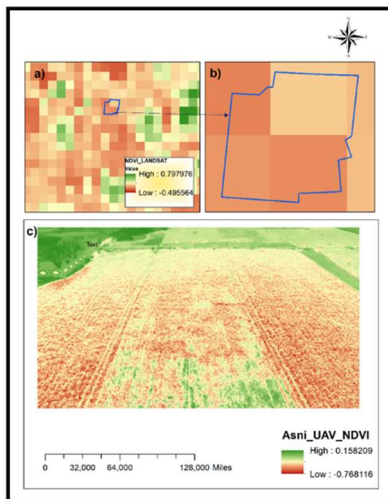 a)
b)
NDVI_LANDSAT
Value
High : 0.797976
Low : -0.495564
c)
Text
Asni_UAV_NDVI
High : 0.158209
Low : -0.768116
0 32,000 64,000 128,000 Miles